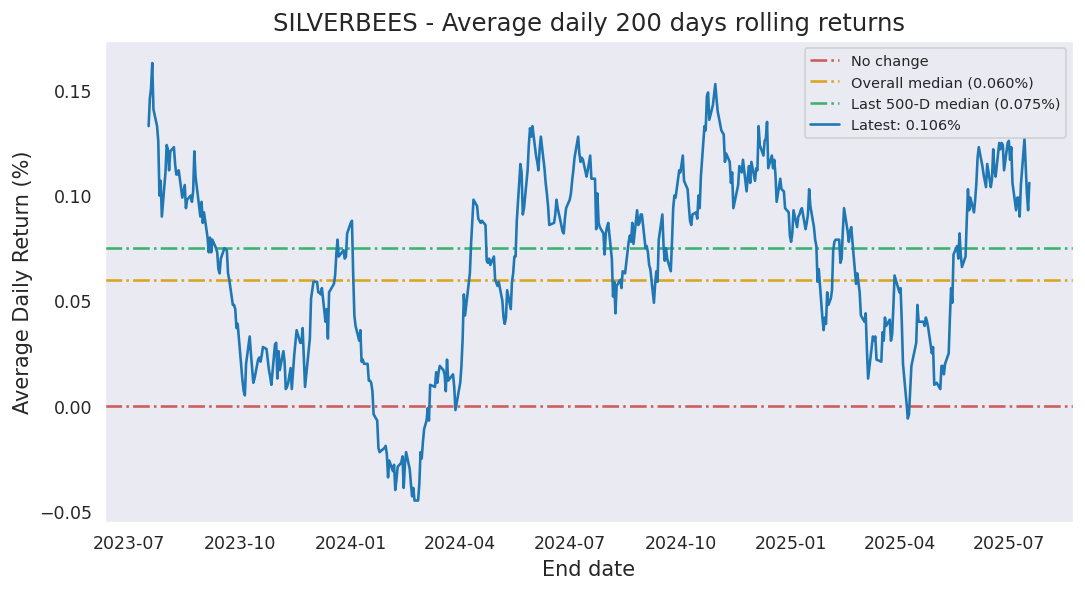 SILVERBEES - Average daily 200 days rolling returns
No change
Overall median (0.060%)
Last 500-D median (0.075%)
Latest: 0.106%
Average Daily Return (%)
0.15
0.10
0.05
0.00
−0.05
2023-07 2023-10 2024-01 2024-04 2024-07 2024-10 2025-01 2025-04 2025-07
End date